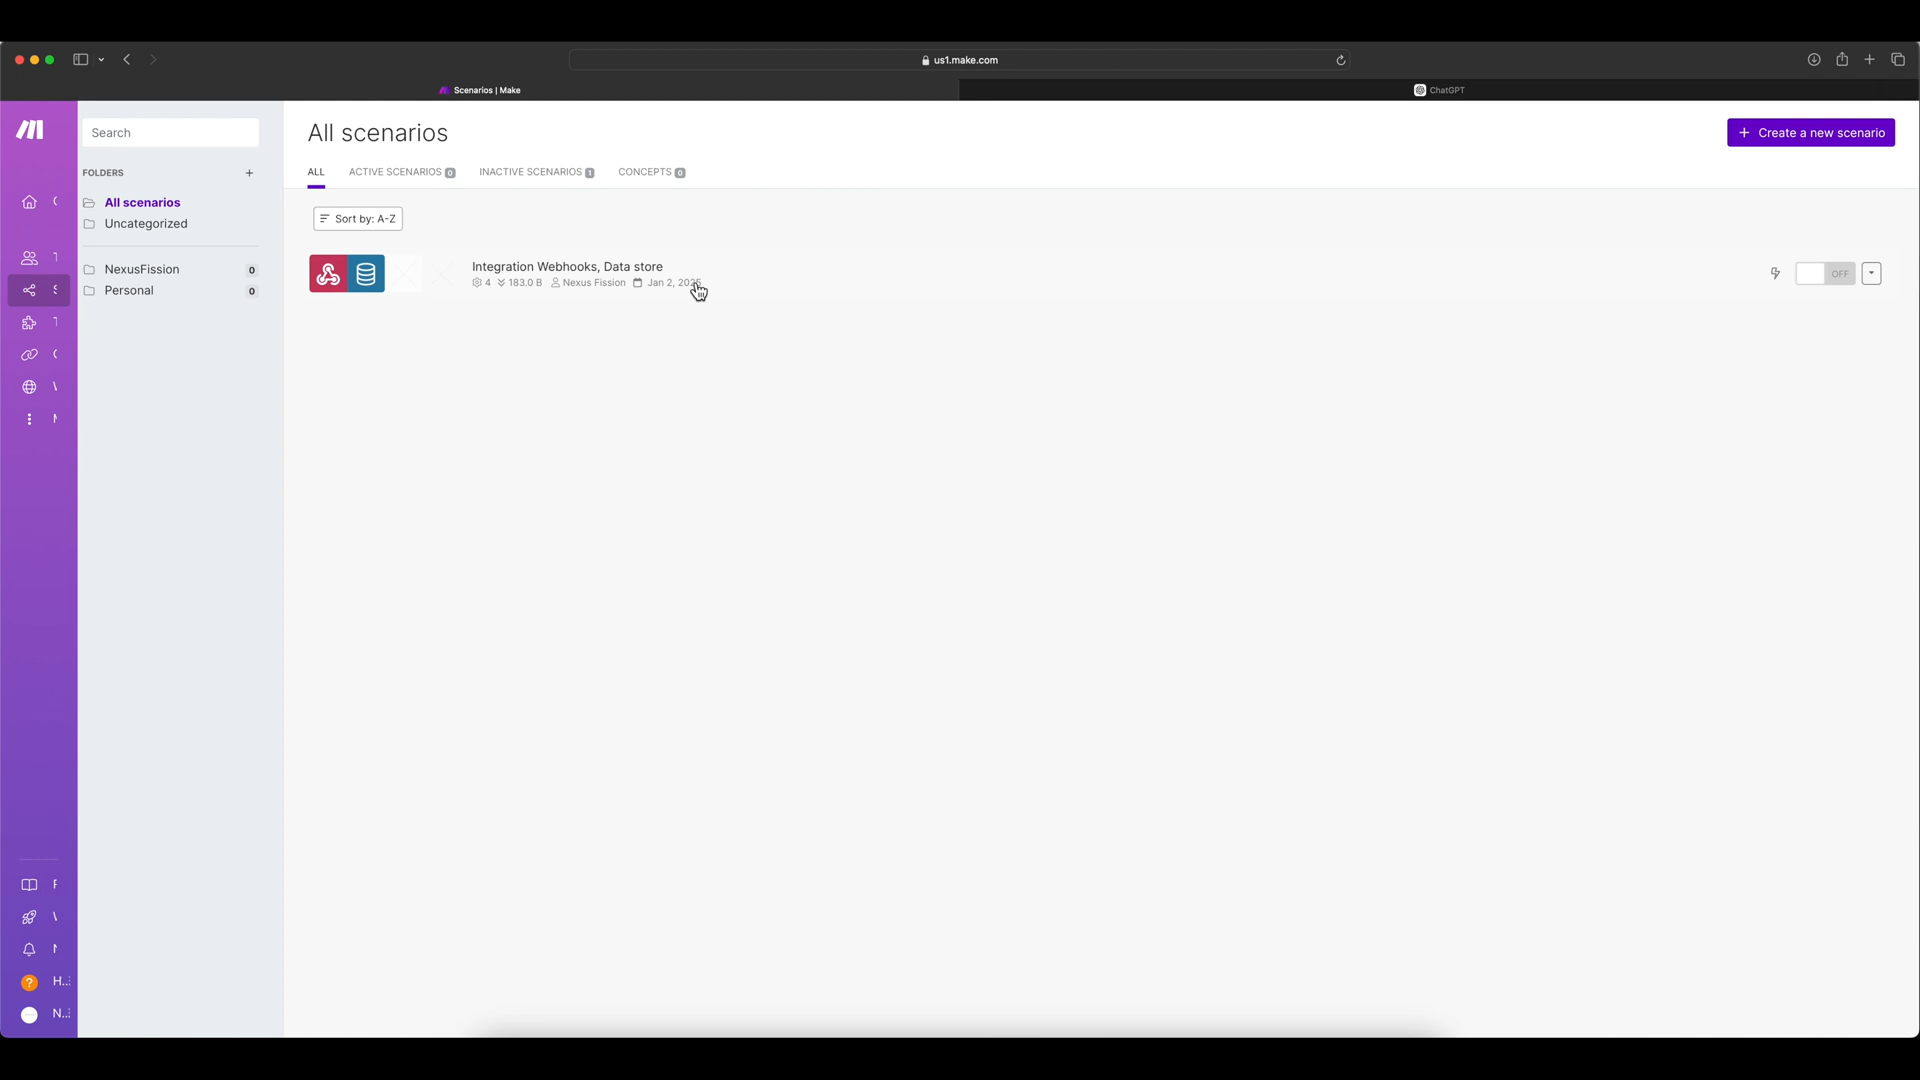 us1.make.com
Scenarios | Make
ChatGPT
Search
All scenarios
+ Create a new scenario
FOLDERS +
ALL ACTIVE SCENARIOS 0 INACTIVE SCENARIOS 1 CONCEPTS 0
All scenarios
Uncategorized
Sort by: A-Z
NexusFission 0
Personal 0
Integration Webhooks, Data store
4 183.0 B Nexus Fission Jan 2, 2025
OFF
H..
N..